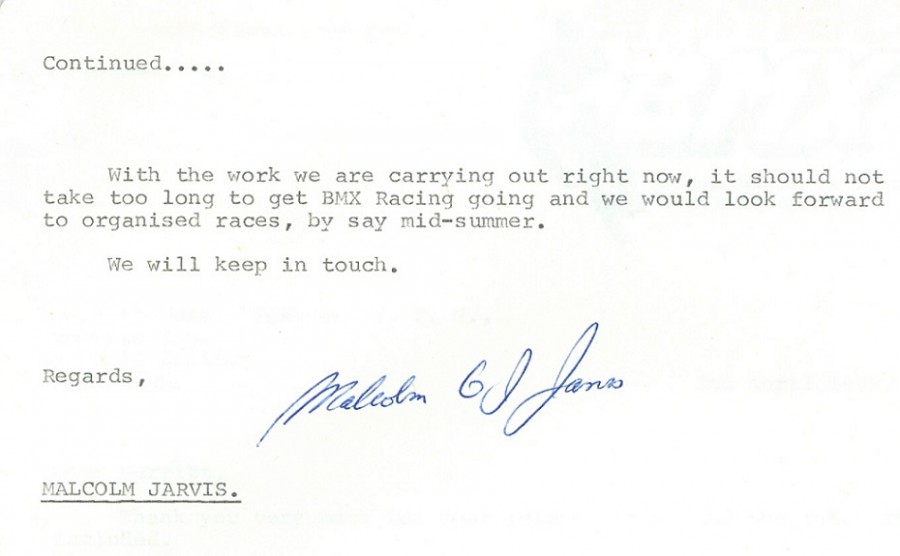 Continued.....
With the work we are carrying out right now, it should not
take too long to get BMX Racing going and we would look forward
to organised races, by say mid-summer.
We will keep in touch.
Regards,
Malcolm G J Jarvis
MALCOLM JARVIS.